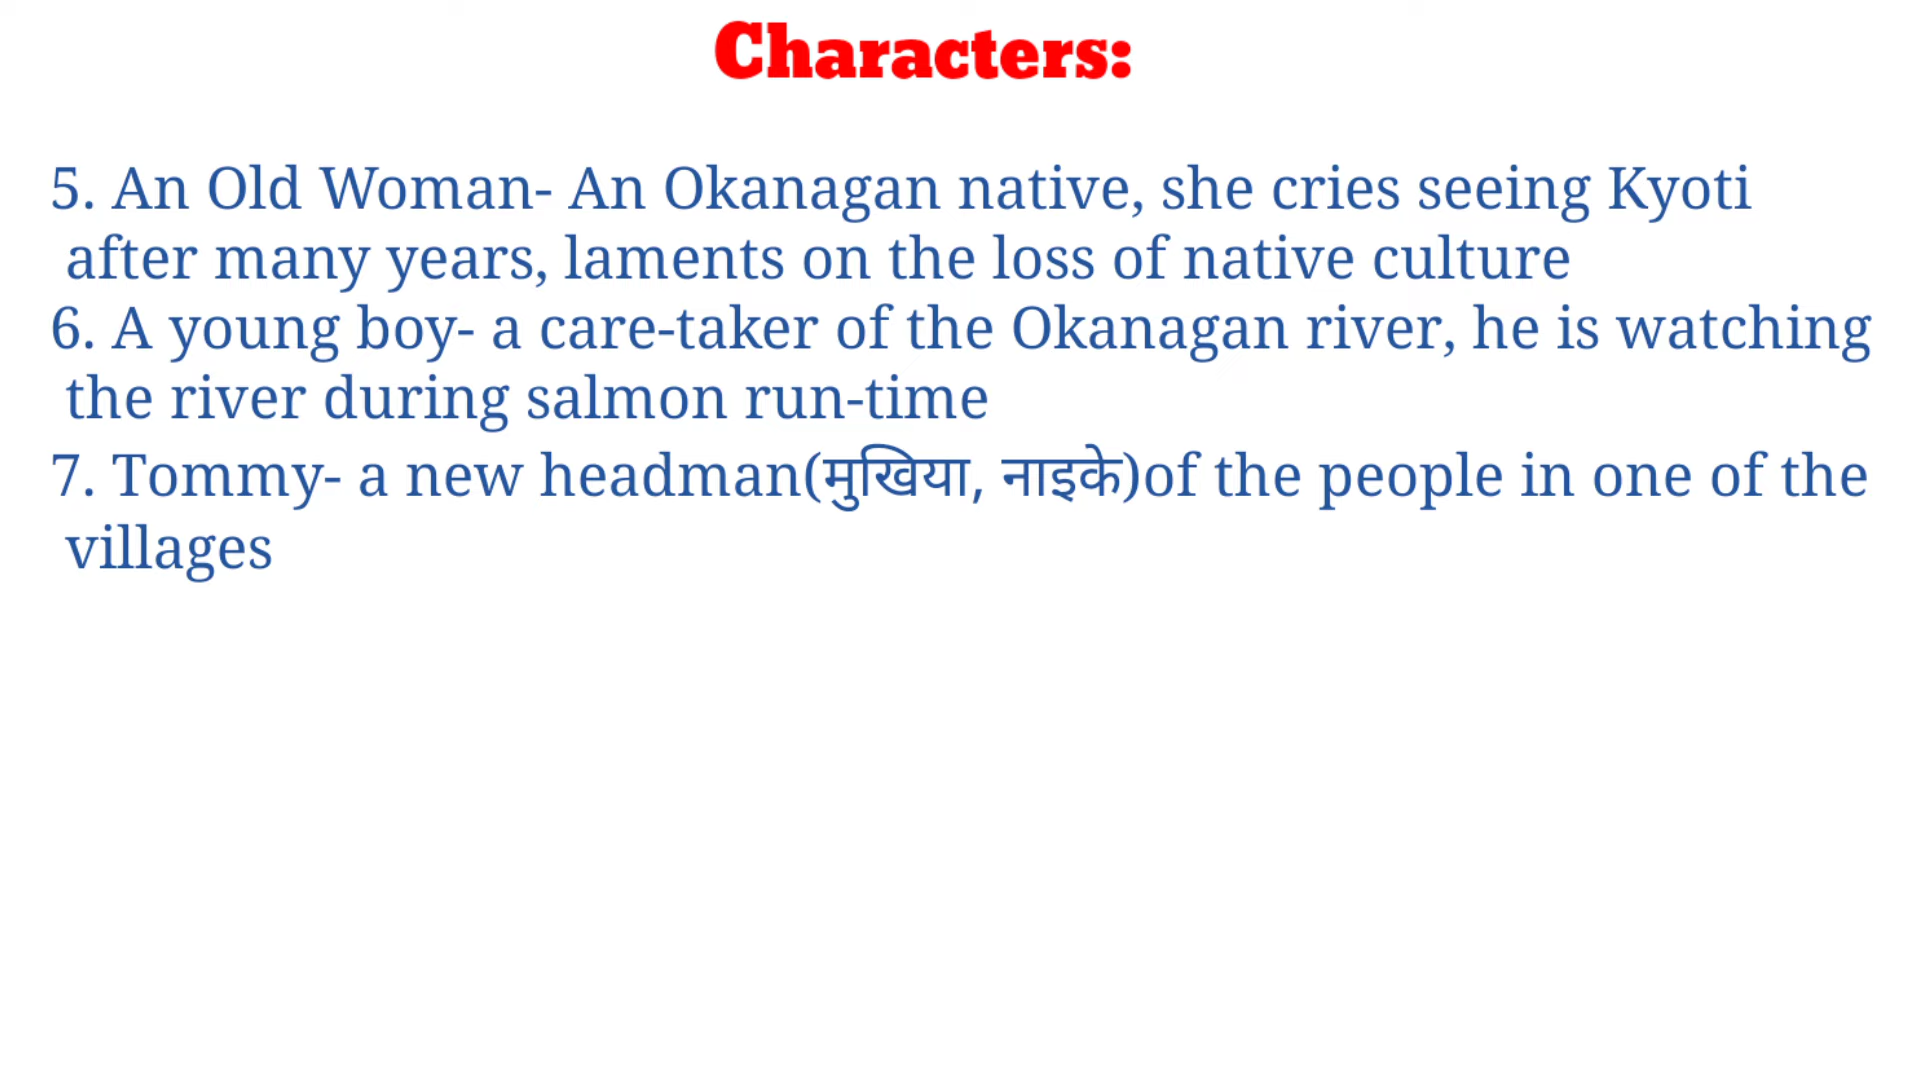 Characters:
5. An Old Woman- An Okanagan native, she cries seeing Kyoti
after many years, laments on the loss of native culture
6. A young boy- a care-taker of the Okanagan river, he is watching
the river during salmon run-time
7. Tommy- a new headman(मुखिया, नाइके)of the people in one of the
villages